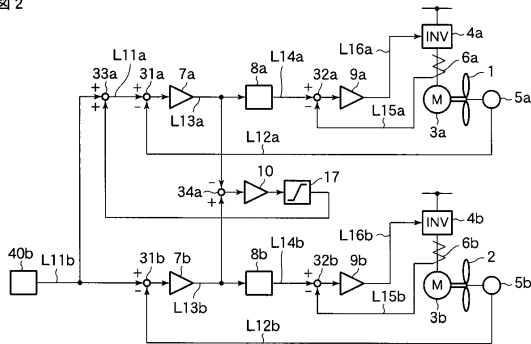 図2
L11a
33a
31a
7a
8a
L14a
32a
9a
L16a
INV
4a
6a
1
M
3a
5a
L13a
L15a
L12a
+
+
+
−
+
−
−
+
34a
10
17
40b
L11b
31b
7b
8b
L14b
32b
9b
L16b
INV
4b
6b
2
M
3b
5b
L13b
L15b
L12b
+
−
+
−